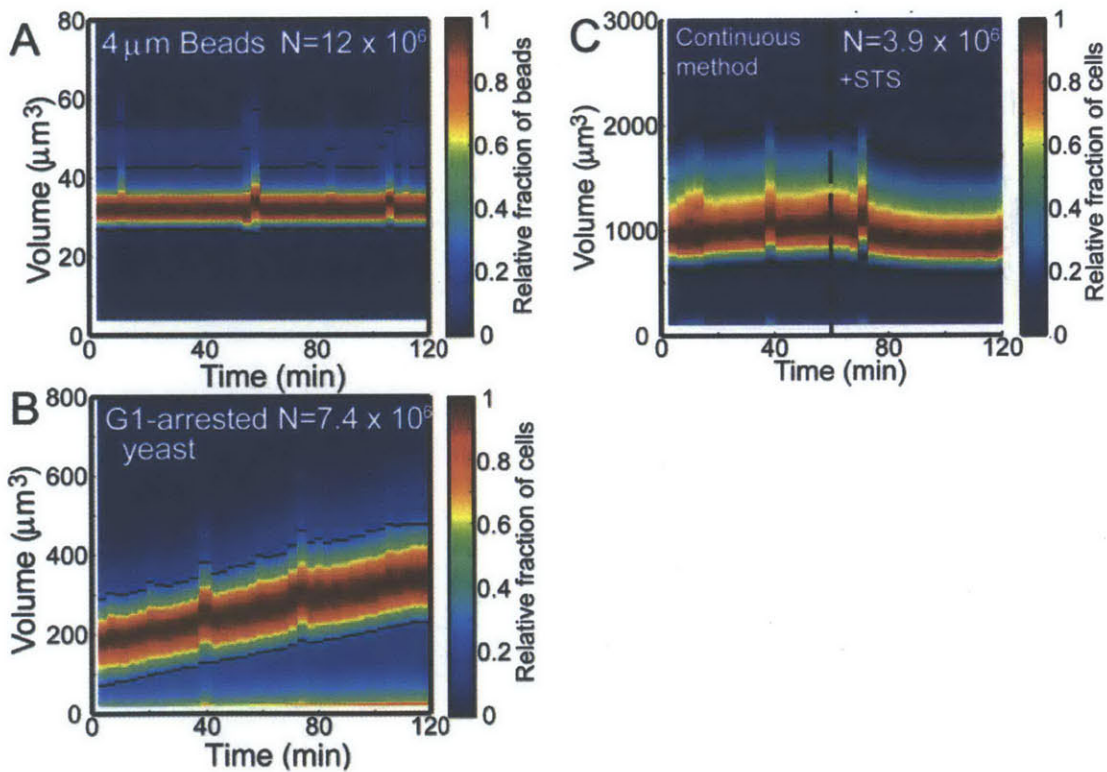 A
4 μm Beads N=12 x 10⁶
80
60
40
20
0
Volume (μm³)
0 40 80 120
Time (min)
1
0.8
0.6
0.4
0.2
0
Relative fraction of beads
C
Continuous
method
N=3.9 x 10⁶
+STS
3000
2000
1000
0
Volume (μm³)
0 40 80 120
Time (min)
1
0.8
0.6
0.4
0.2
0
Relative fraction of cells
B
G1-arrested N=7.4 x 10⁶
yeast
800
600
400
200
0
Volume (μm³)
0 40 80 120
Time (min)
1
0.8
0.6
0.4
0.2
0
Relative fraction of cells